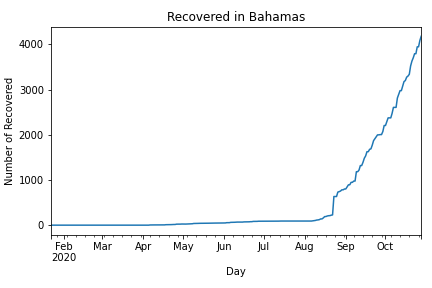 Recovered in Bahamas
Number of Recovered
4000
3000
2000
1000
0
Feb Mar Apr May Jun Jul Aug Sep Oct
2020
Day